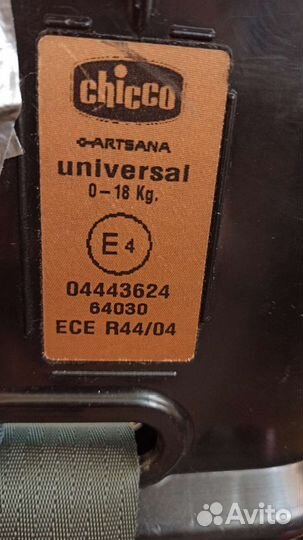 chicco
ARTSANA
universal
0-18 Kg.
E4
04443624
64030
ECE R44/04
Avito